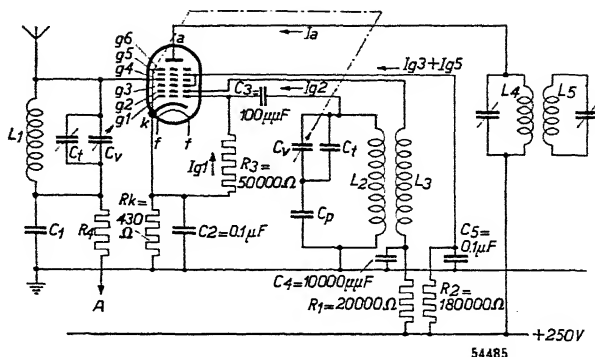 a
Ia
g6
g5
g4
g3
g2
g1
k
f f
Ig3+Ig5
Ig2
C3=
100μμF
L4
L5
L1
Ct
Cv
Ig1
R3=
50000Ω
Cv
Ct
L2
L3
Rk=
430
Ω
C1
R4
C2=0.1μF
Cp
C5=
0.1μF
C4=10000μμF
R1=20000Ω
R2=
180000Ω
A
+250V
54485